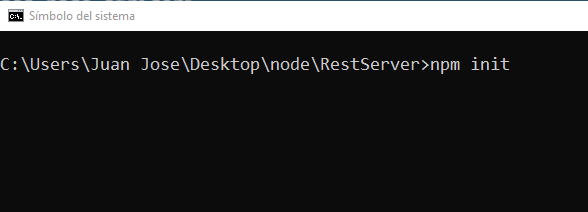 Símbolo del sistema
C:\Users\Juan Jose\Desktop\node\RestServer>npm init